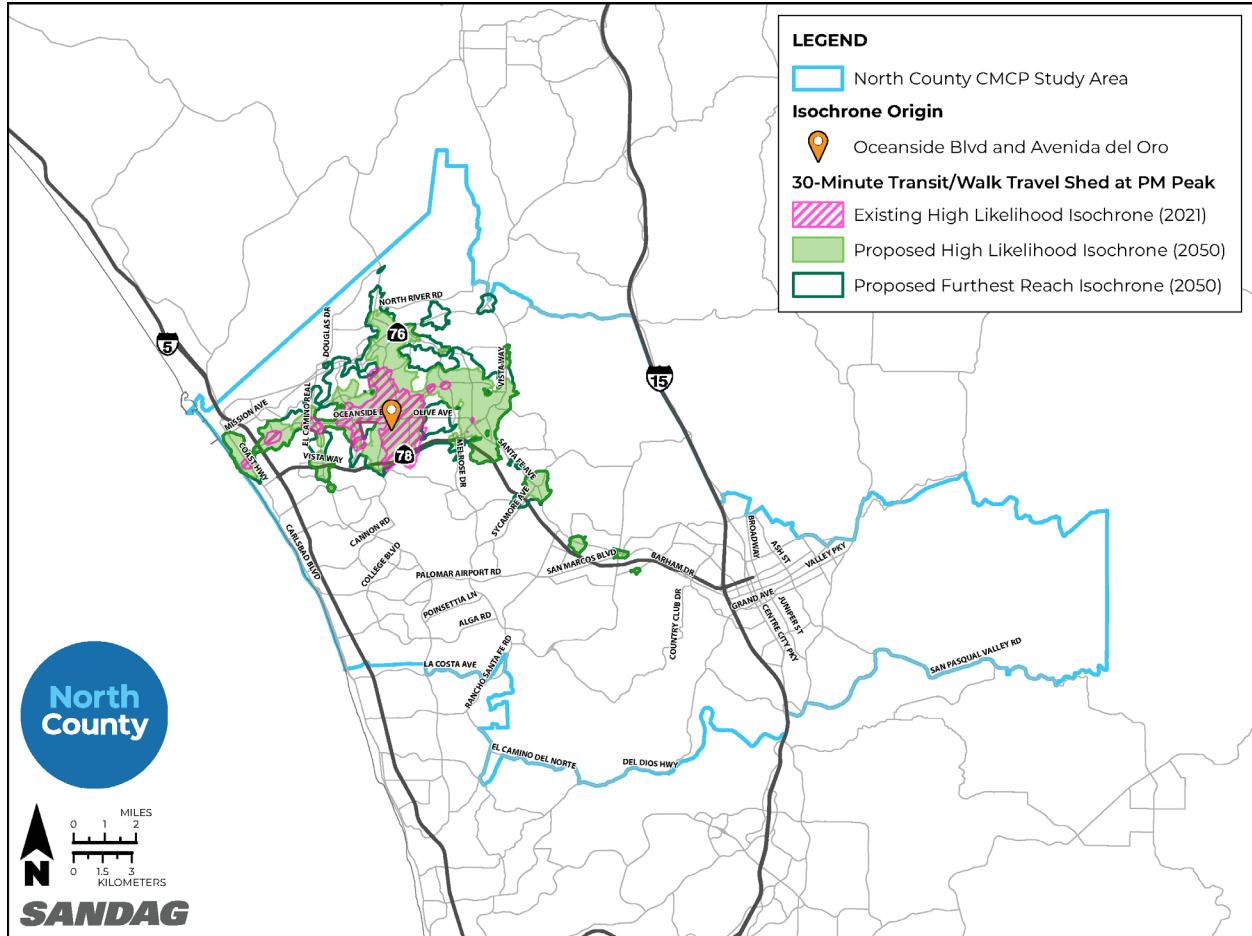 LEGEND
North County CMCP Study Area
Isochrone Origin
Oceanside Blvd and Avenida del Oro
30-Minute Transit/Walk Travel Shed at PM Peak
Existing High Likelihood Isochrone (2021)
Proposed High Likelihood Isochrone (2050)
Proposed Furthest Reach Isochrone (2050)
5
15
NORTH RIVER RD
76
DOUGLAS DR
VISTA WAY
EL CAMINO REAL
MISSION AVE
OCEANSIDE B
OLIVE AVE
COAST HWY
VISTA WAY
78
MELROSE DR
SANTA FE AVE
SYCAMORE AVE
CANNON RD
COLLEGE BLVD
CARLSBAD BLVD
PALOMAR AIRPORT RD
SAN MARCOS BLVD
BARHAM DR
BROADWAY
ASH ST
VALLEY PKY
GRAND AVE
JUNIPER ST
CENTRE CITY PKY
POINSETTIA LN
ALGA RD
COUNTRY CLUB DR
LA COSTA AVE
RANCHO SANTA FE RD
SAN PASQUAL VALLEY RD
EL CAMINO DEL NORTE
DEL DIOS HWY
North
County
MILES
0 1 2
0 1.5 3
KILOMETERS
N
SANDAG